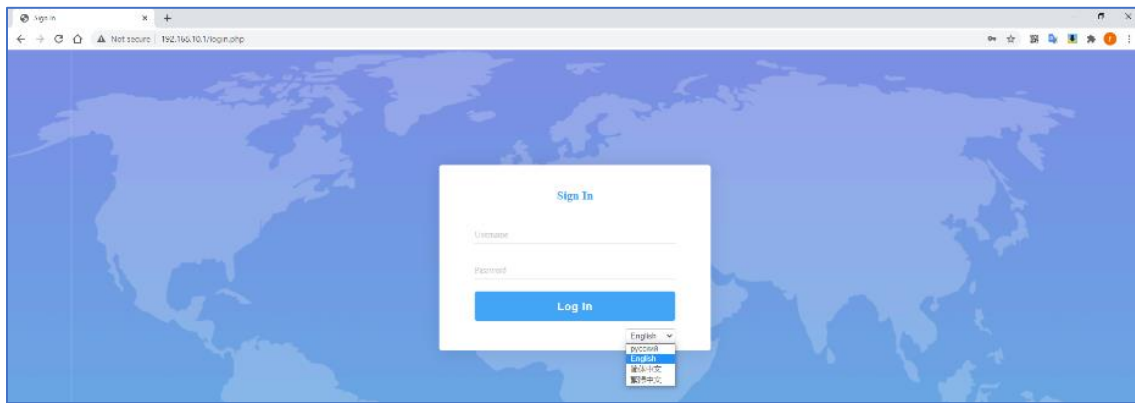 Sign In
Not secure | 192.165.10.1/login.php
Sign In
Username
Password
Log In
English
русский
English
简体中文
繁體中文